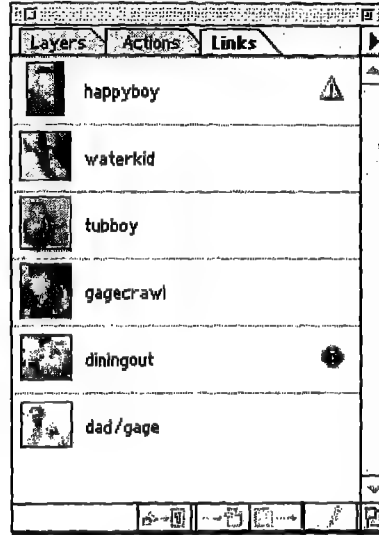 Layers Actions Links
happyboy
waterkid
tubboy
gagecrawl
diningout
dad/gage